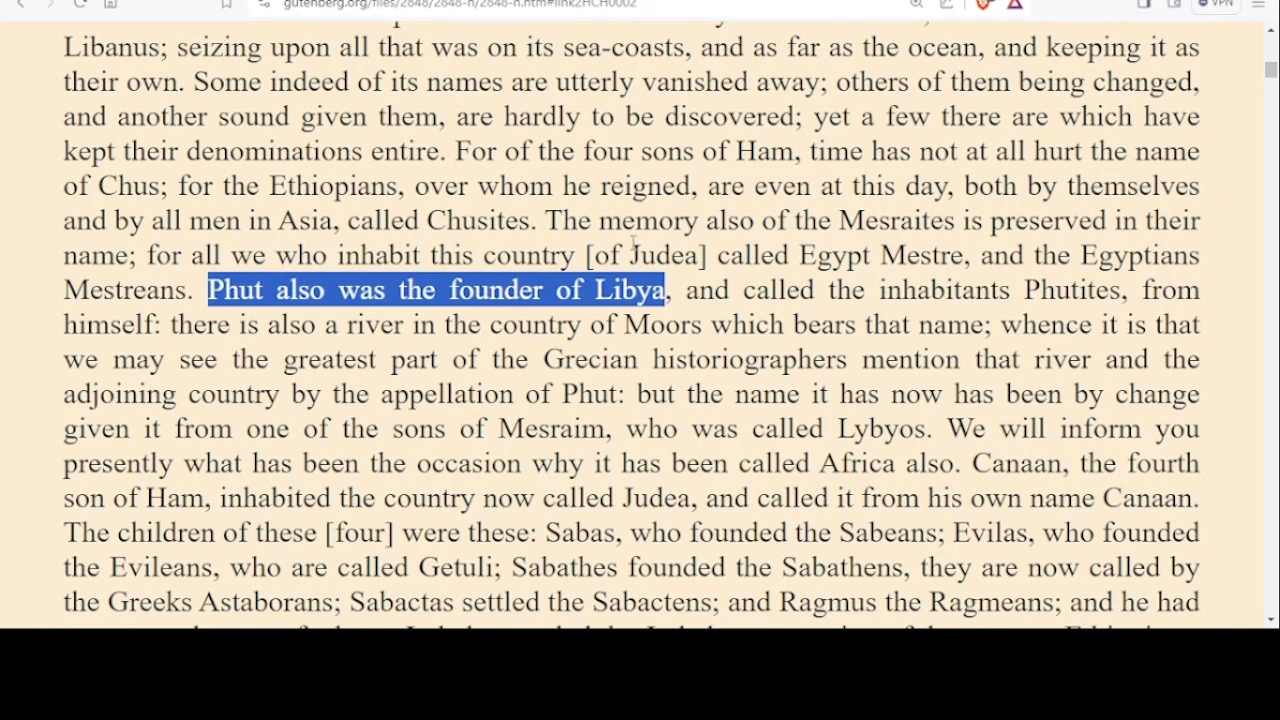 gutenberg.org/files/2848/2848-h/2848-h.htm#link2HCH0002
VPN
Libanus; seizing upon all that was on its sea-coasts, and as far as the ocean, and keeping it as
their own. Some indeed of its names are utterly vanished away; others of them being changed,
and another sound given them, are hardly to be discovered; yet a few there are which have
kept their denominations entire. For of the four sons of Ham, time has not at all hurt the name
of Chus; for the Ethiopians, over whom he reigned, are even at this day, both by themselves
and by all men in Asia, called Chusites. The memory also of the Mesraites is preserved in their
name; for all we who inhabit this country [of Judea] called Egypt Mestre, and the Egyptians
Mestreans. Phut also was the founder of Libya, and called the inhabitants Phutites, from
himself: there is also a river in the country of Moors which bears that name; whence it is that
we may see the greatest part of the Grecian historiographers mention that river and the
adjoining country by the appellation of Phut: but the name it has now has been by change
given it from one of the sons of Mesraim, who was called Lybyos. We will inform you
presently what has been the occasion why it has been called Africa also. Canaan, the fourth
son of Ham, inhabited the country now called Judea, and called it from his own name Canaan.
The children of these [four] were these: Sabas, who founded the Sabeans; Evilas, who founded
the Evileans, who are called Getuli; Sabathes founded the Sabathens, they are now called by
the Greeks Astaborans; Sabactas settled the Sabactens; and Ragmus the Ragmeans; and he had